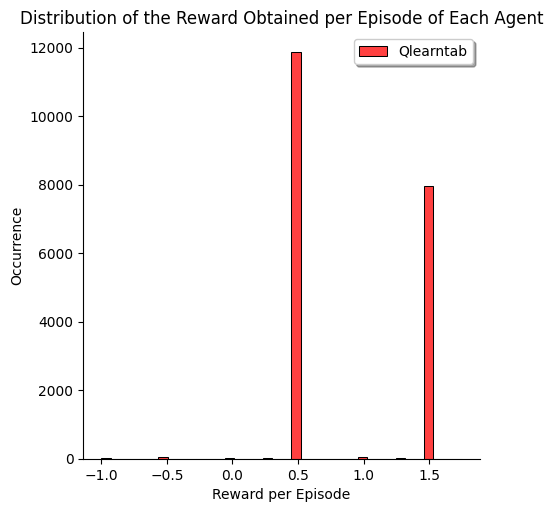 Distribution of the Reward Obtained per Episode of Each Agent
Qlearntab
12000
10000
8000
6000
4000
2000
0
Occurrence
−1.0 −0.5 0.0 0.5 1.0 1.5
Reward per Episode